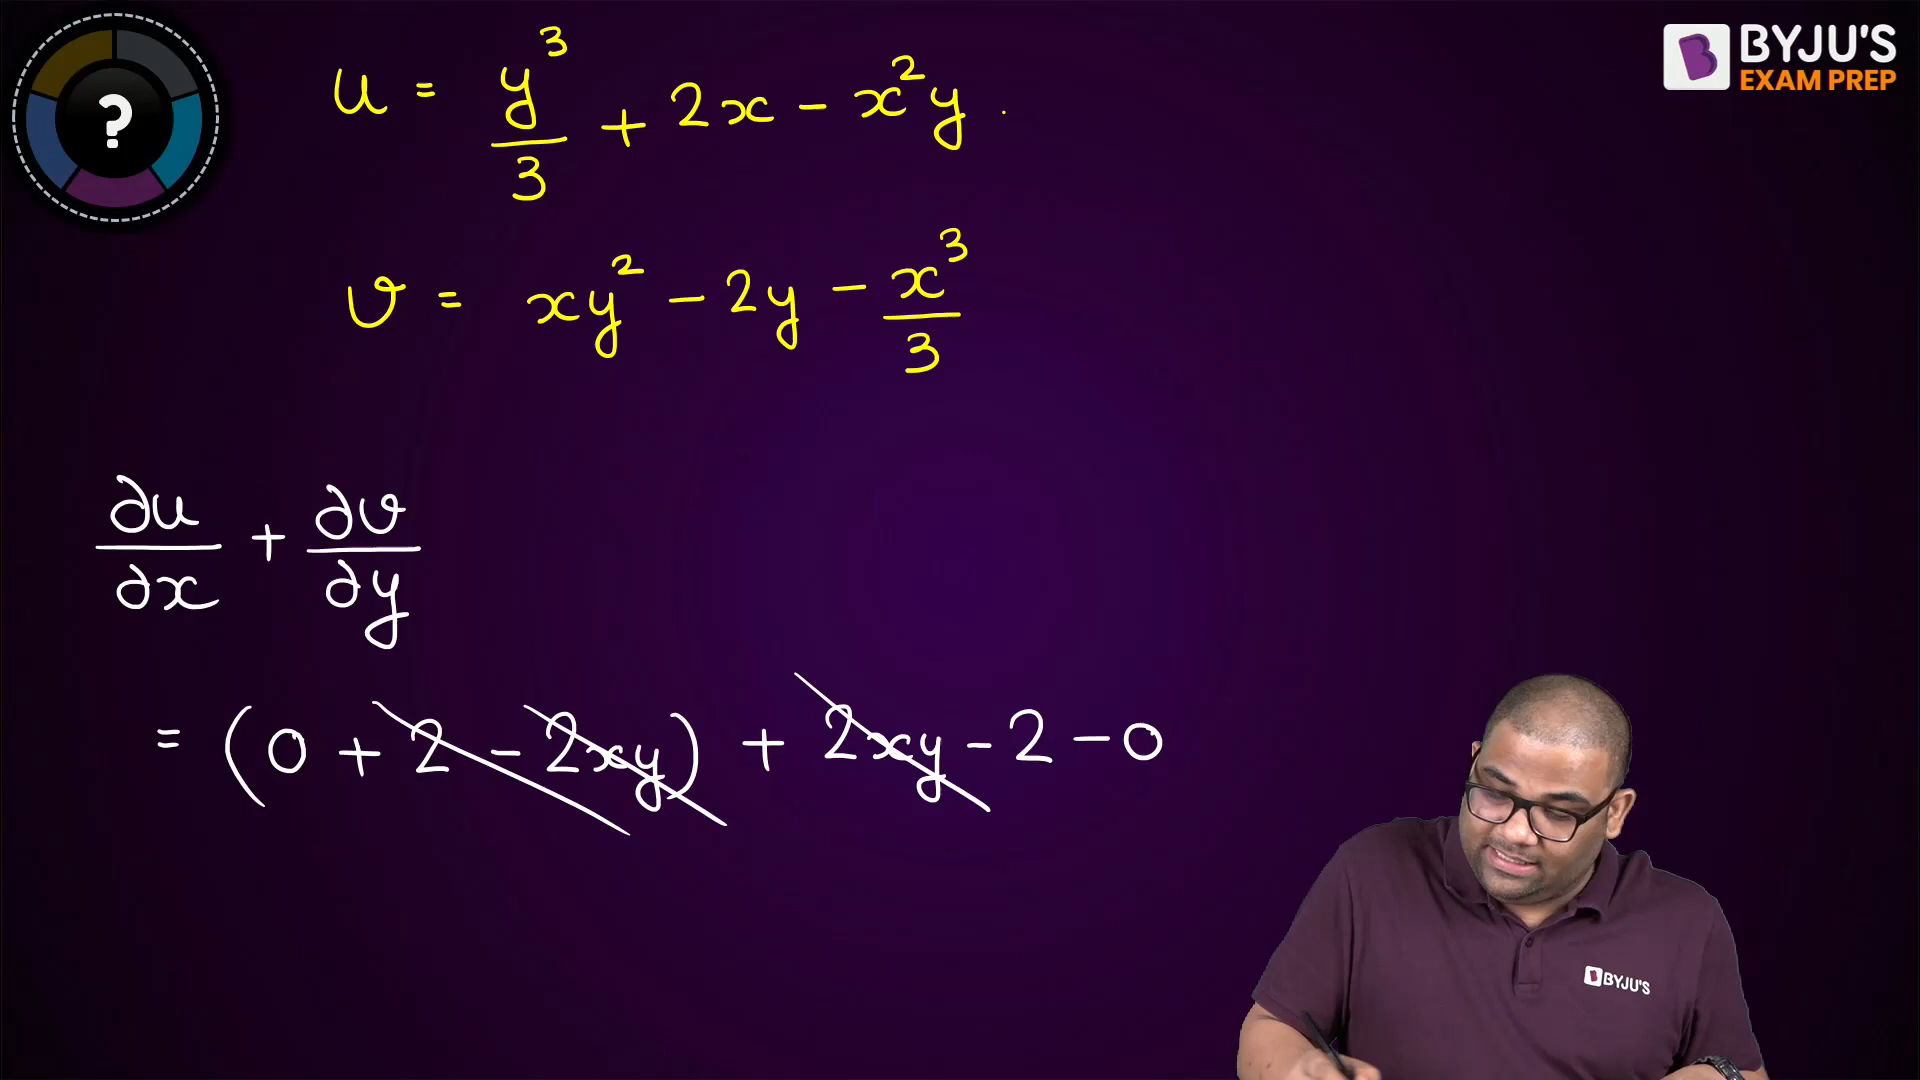 ?
BYJU'S
EXAM PREP
u = y³/3 + 2x - x²y .
v = xy² - 2y - x³/3
∂u/∂x + ∂v/∂y
= (0 + 2 - 2xy) + 2xy - 2 - 0
BYJU'S